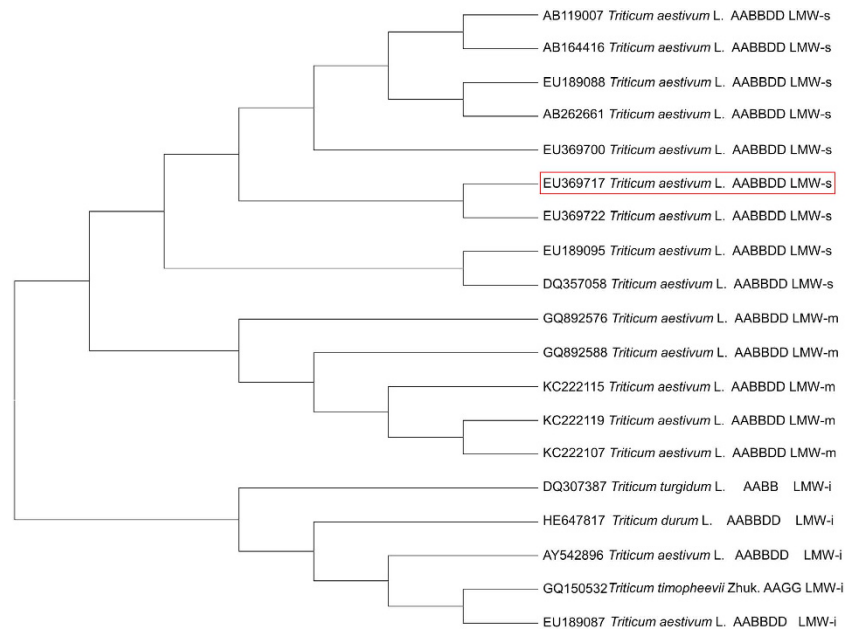 AB119007 Triticum aestivum L. AABBDD LMW-s
AB164416 Triticum aestivum L. AABBDD LMW-s
EU189088 Triticum aestivum L. AABBDD LMW-s
AB262661 Triticum aestivum L. AABBDD LMW-s
EU369700 Triticum aestivum L. AABBDD LMW-s
EU369717 Triticum aestivum L. AABBDD LMW-s
EU369722 Triticum aestivum L. AABBDD LMW-s
EU189095 Triticum aestivum L. AABBDD LMW-s
DQ357058 Triticum aestivum L. AABBDD LMW-s
GQ892576 Triticum aestivum L. AABBDD LMW-m
GQ892588 Triticum aestivum L. AABBDD LMW-m
KC222115 Triticum aestivum L. AABBDD LMW-m
KC222119 Triticum aestivum L. AABBDD LMW-m
KC222107 Triticum aestivum L. AABBDD LMW-m
DQ307387 Triticum turgidum L. AABB LMW-i
HE647817 Triticum durum L. AABBDD LMW-i
AY542896 Triticum aestivum L. AABBDD LMW-i
GQ150532 Triticum timopheevii Zhuk. AAGG LMW-i
EU189087 Triticum aestivum L. AABBDD LMW-i